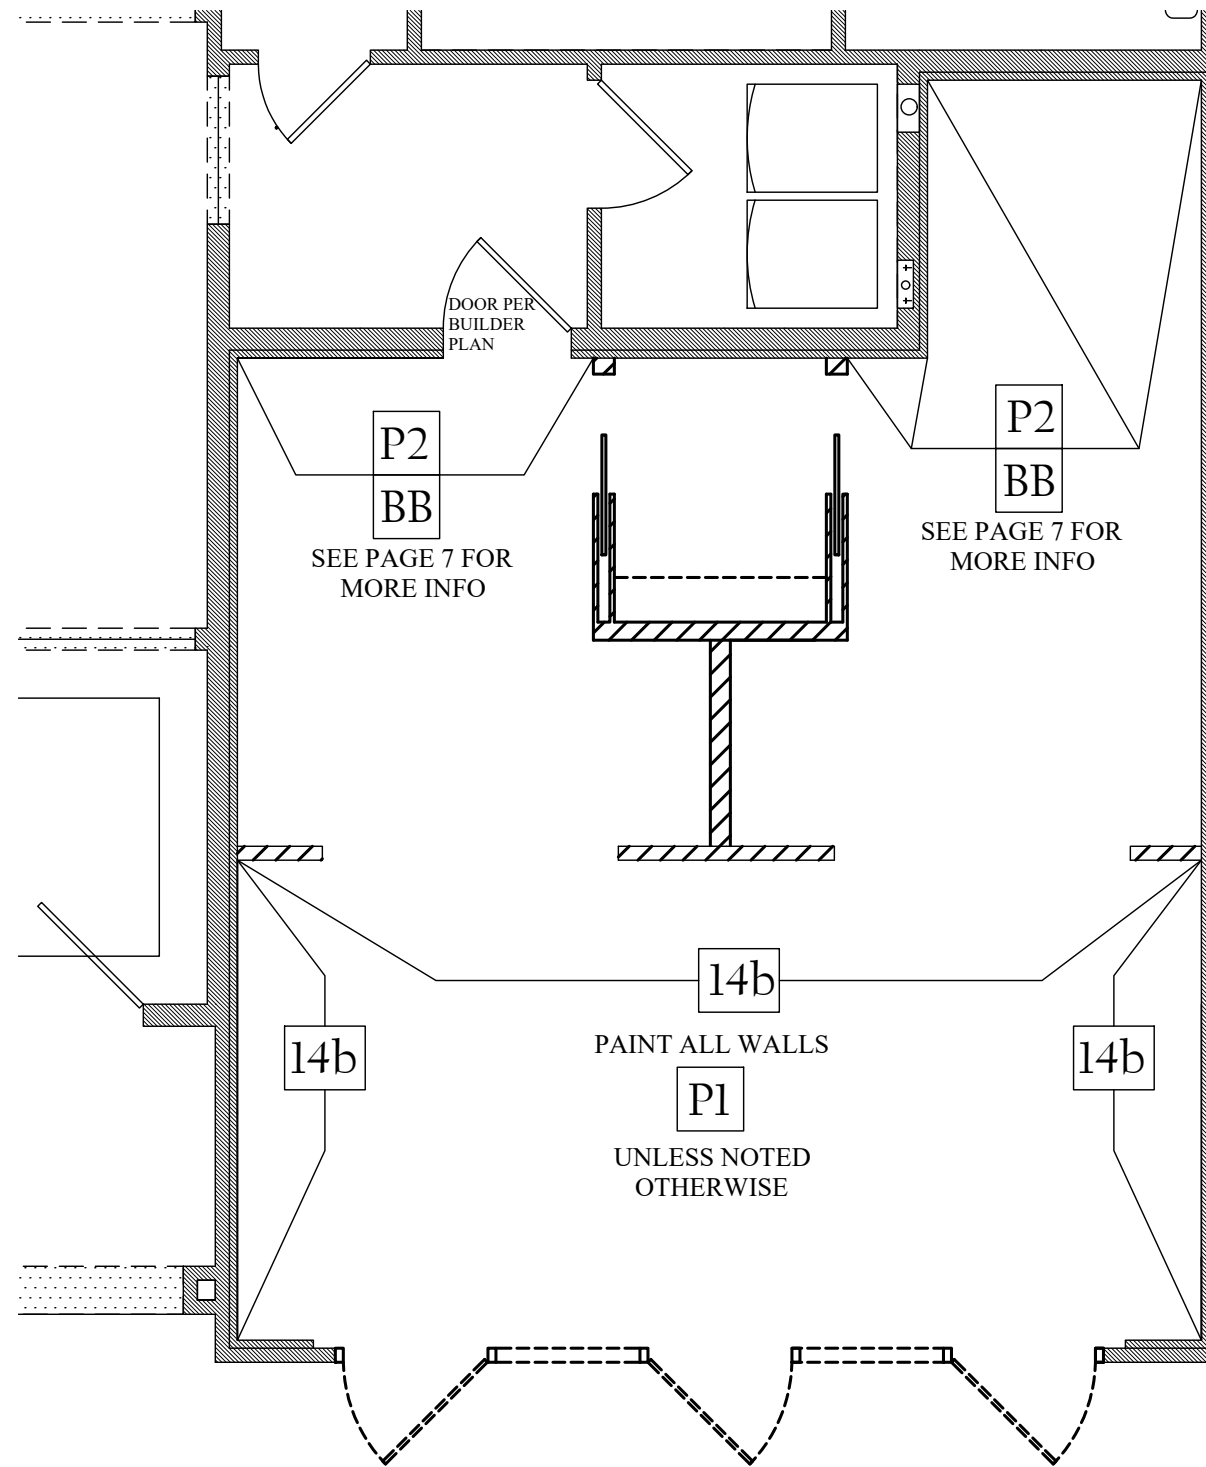 DOOR PER
BUILDER
PLAN
P2
BB
SEE PAGE 7 FOR
MORE INFO
P2
BB
SEE PAGE 7 FOR
MORE INFO
14b
PAINT ALL WALLS
14b
14b
P1
UNLESS NOTED
OTHERWISE